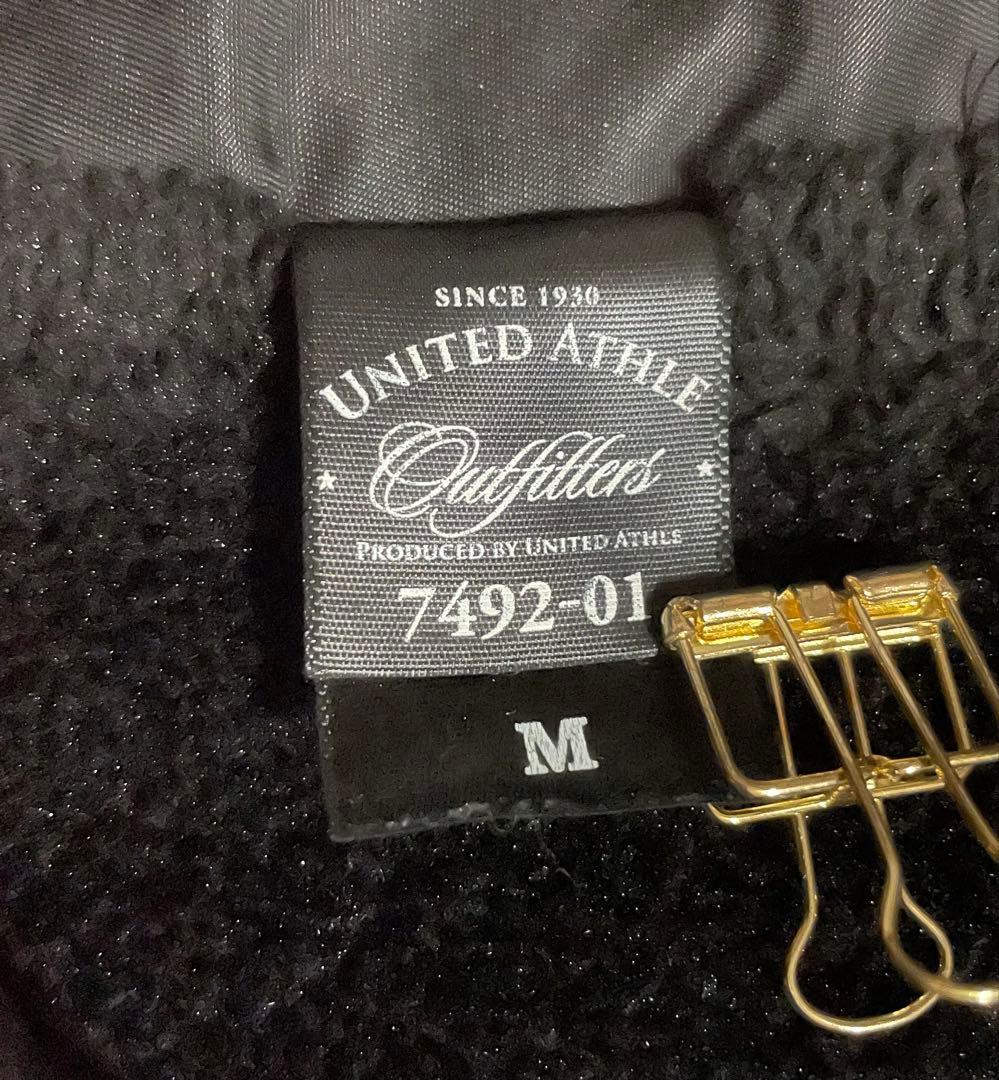 SINCE 1930
UNITED ATHLE
Outfitters
PRODUCED BY UNITED ATHLE
7492-01
M